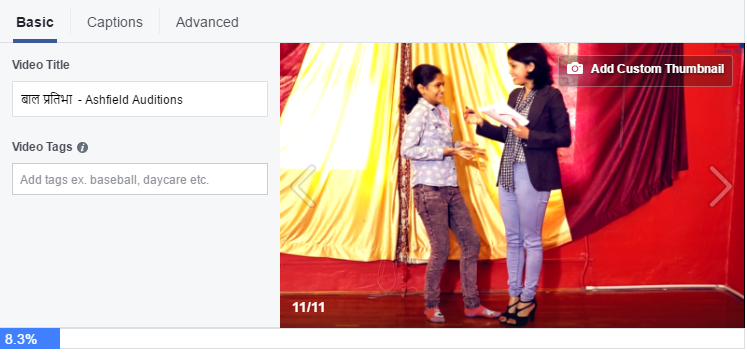 Basic
Captions
Advanced
Video Title
बाल प्रतिभा - Ashfield Auditions
Video Tags
Add tags ex. baseball, daycare etc.
Add Custom Thumbnail
11/11
8.3%